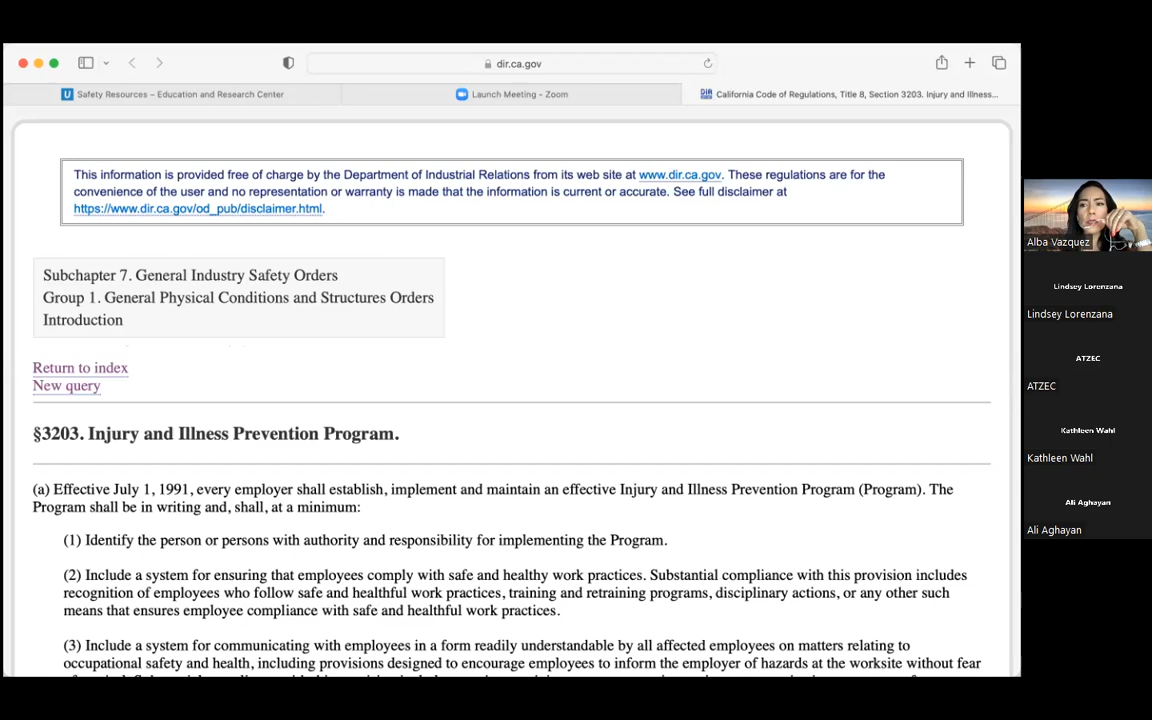 dir.ca.gov
Safety Resources – Education and Research Center
Launch Meeting - Zoom
DIR California Code of Regulations, Title 8, Section 3203. Injury and Illness...
This information is provided free of charge by the Department of Industrial Relations from its web site at www.dir.ca.gov. These regulations are for the
convenience of the user and no representation or warranty is made that the information is current or accurate. See full disclaimer at
https://www.dir.ca.gov/od_pub/disclaimer.html.
Subchapter 7. General Industry Safety Orders
Group 1. General Physical Conditions and Structures Orders
Introduction
Return to index
New query
§3203. Injury and Illness Prevention Program.
(a) Effective July 1, 1991, every employer shall establish, implement and maintain an effective Injury and Illness Prevention Program (Program). The
Program shall be in writing and, shall, at a minimum:
(1) Identify the person or persons with authority and responsibility for implementing the Program.
(2) Include a system for ensuring that employees comply with safe and healthy work practices. Substantial compliance with this provision includes
recognition of employees who follow safe and healthful work practices, training and retraining programs, disciplinary actions, or any other such
means that ensures employee compliance with safe and healthful work practices.
(3) Include a system for communicating with employees in a form readily understandable by all affected employees on matters relating to
occupational safety and health, including provisions designed to encourage employees to inform the employer of hazards at the worksite without fear
Alba Vazquez
Lindsey Lorenzana
Lindsey Lorenzana
ATZEC
ATZEC
Kathleen Wahl
Kathleen Wahl
Ali Aghayan
Ali Aghayan